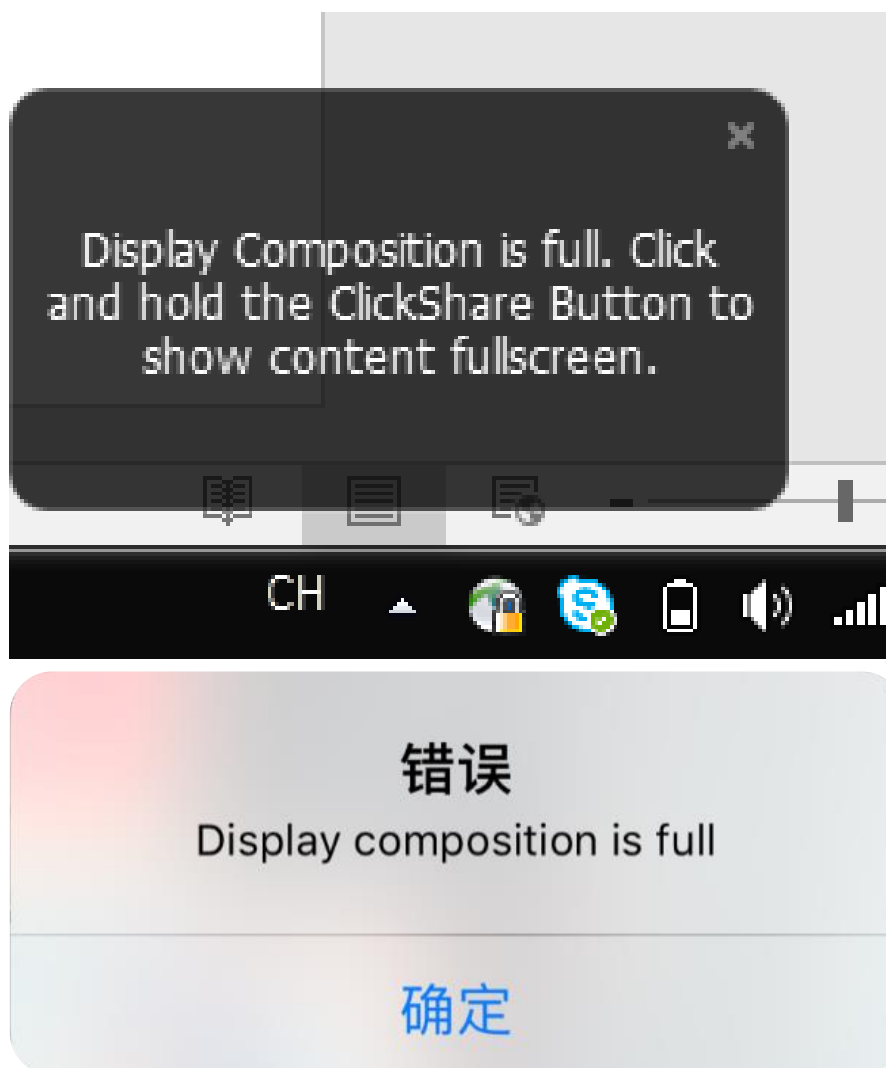 Display Composition is full. Click
and hold the ClickShare Button to
show content fullscreen.
CH
错误
Display composition is full
确定